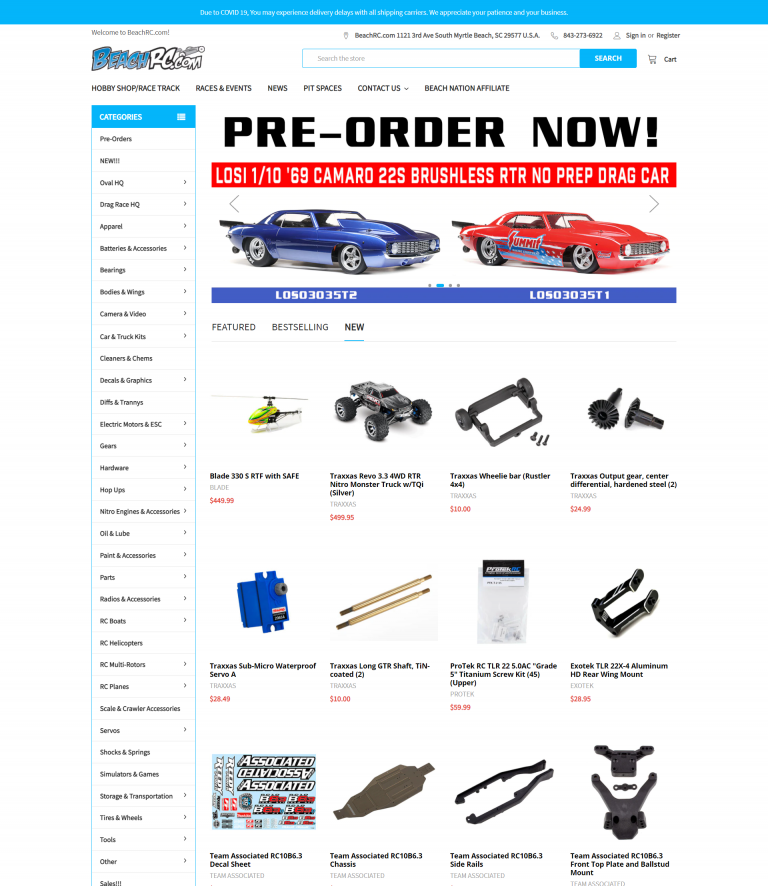 Due to COVID 19, You may experience delivery delays with all shipping carriers. We appreciate your patience and your business.
Welcome to BeachRC.com!
BeachRC.com 1121 3rd Ave South Myrtle Beach, SC 29577 U.S.A.
843-273-6922
Sign in or Register
BEACHRC.com
Search the store
SEARCH
Cart
HOBBY SHOP/RACE TRACK
RACES & EVENTS
NEWS
PIT SPACES
CONTACT US
BEACH NATION AFFILIATE
CATEGORIES
Pre-Orders
NEW!!!
Oval HQ
Drag Race HQ
Apparel
Batteries & Accessories
Bearings
Bodies & Wings
Camera & Video
Car & Truck Kits
Cleaners & Chems
Decals & Graphics
Diffs & Trannys
Electric Motors & ESC
Gears
Hardware
Hop Ups
Nitro Engines & Accessories
Oil & Lube
Paint & Accessories
Parts
Radios & Accessories
RC Boats
RC Helicopters
RC Multi-Rotors
RC Planes
Scale & Crawler Accessories
Servos
Shocks & Springs
Simulators & Games
Storage & Transportation
Tires & Wheels
Tools
Other
Sales!!!
PRE-ORDER NOW!
LOSI 1/10 '69 CAMARO 22S BRUSHLESS RTR NO PREP DRAG CAR
SUMMIT
LOS03035T2
LOS03035T1
FEATURED
BESTSELLING
NEW
Blade 330 S RTF with SAFE
BLADE
$449.99
Traxxas Revo 3.3 4WD RTR
Nitro Monster Truck w/TQi
(Silver)
TRAXXAS
$499.95
Traxxas Wheelie bar (Rustler
4x4)
TRAXXAS
$10.00
Traxxas Output gear, center
differential, hardened steel (2)
TRAXXAS
$24.99
Traxxas Sub-Micro Waterproof
Servo A
TRAXXAS
$28.49
Traxxas Long GTR Shaft, TiN-
coated (2)
TRAXXAS
$10.00
ProTek RC
ProTek RC TLR 22 5.0AC "Grade
5" Titanium Screw Kit (45)
(Upper)
PROTEK
$59.99
Exotek TLR 22X-4 Aluminum
HD Rear Wing Mount
EXOTEK
$28.95
ASSOCIATED
ASSOCIATED
ASSOCIATED
REEDY
Team Associated RC10B6.3
Decal Sheet
TEAM ASSOCIATED
Team Associated RC10B6.3
Chassis
TEAM ASSOCIATED
Team Associated RC10B6.3
Side Rails
TEAM ASSOCIATED
Team Associated RC10B6.3
Front Top Plate and Ballstud
Mount
TEAM ASSOCIATED